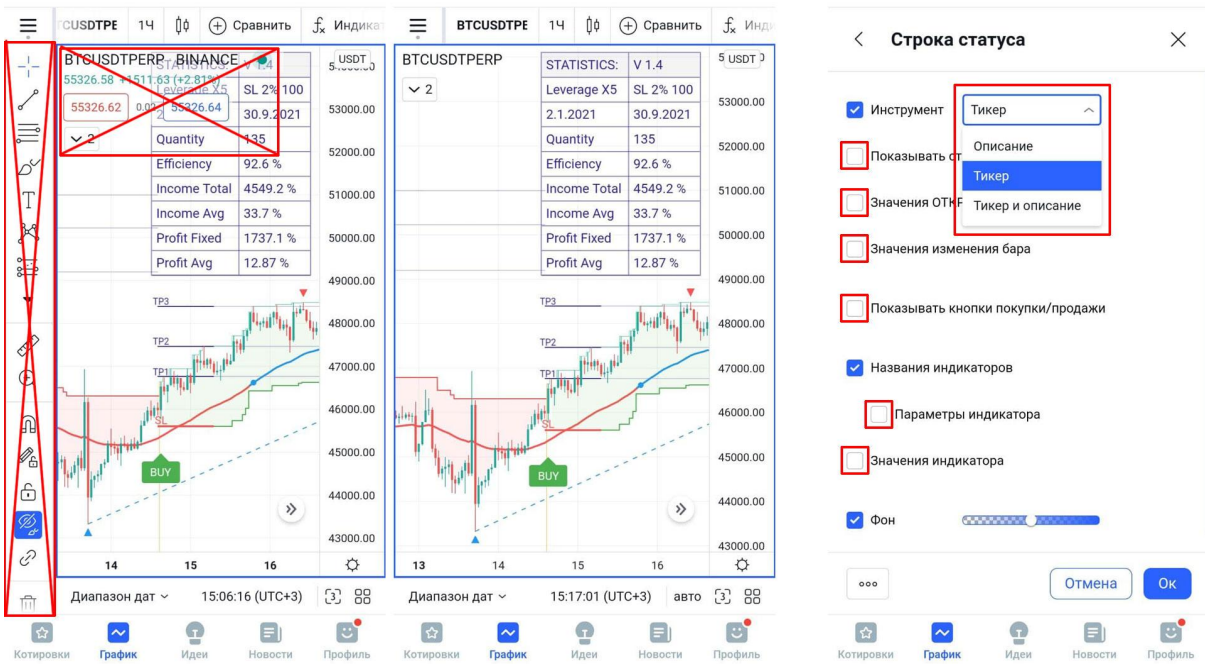 CUSDTPE 1Ч Сравнить Индика
BTCUSDTPERP BINANCE
55326.58 +1511.63 (+2.81%)
55326.62 0.02 55326.64
2
USDT
STATISTICS: V 1.4
Leverage X5 SL 2% 100
30.9.2021
Quantity 135
Efficiency 92.6 %
Income Total 4549.2 %
Income Avg 33.7 %
Profit Fixed 1737.1 %
Profit Avg 12.87 %
53000.00
52000.00
51000.00
50000.00
49000.00
48000.00
47000.00
46000.00
45000.00
44000.00
43000.00
TP3
TP2
TP1
SL
BUY
14 15 16
Диапазон дат 15:06:16 (UTC+3) 3
Котировки График Идеи Новости Профиль
BTCUSDTPE 1Ч Сравнить Инд
BTCUSDTPERP
2
USDT
STATISTICS: V 1.4
Leverage X5 SL 2% 100
2.1.2021 30.9.2021
Quantity 135
Efficiency 92.6 %
Income Total 4549.2 %
Income Avg 33.7 %
Profit Fixed 1737.1 %
Profit Avg 12.87 %
53000.00
52000.00
51000.00
50000.00
49000.00
48000.00
47000.00
46000.00
45000.00
44000.00
43000.00
TP3
TP2
TP1
SL
BUY
13 14 15 16
Диапазон дат 15:17:01 (UTC+3) авто 3
Котировки График Идеи Новости Профиль
Строка статуса
Инструмент Тикер
Описание
Тикер
Тикер и описание
Показывать ст
Значения ОТКР
Значения изменения бара
Показывать кнопки покупки/продажи
Названия индикаторов
Параметры индикатора
Значения индикатора
Фон
Отмена Ок
Котировки График Идеи Новости Профиль